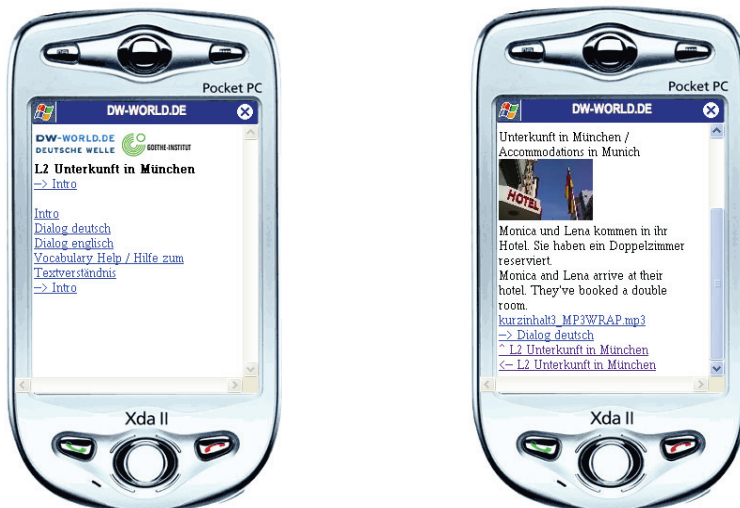 Pocket PC
DW-WORLD.DE
DW-WORLD.DE
DEUTSCHE WELLE
GOETHE-INSTITUT
L2 Unterkunft in München
--> Intro
Intro
Dialog deutsch
Dialog englisch
Vocabulary Help / Hilfe zum
Textverständnis
--> Intro
Xda II
Pocket PC
DW-WORLD.DE
Unterkunft in München /
Accommodations in Munich
HOTEL
Monica und Lena kommen in ihr
Hotel. Sie haben ein Doppelzimmer
reserviert.
Monica and Lena arrive at their
hotel. They've booked a double
room.
kurzinhalt3_MP3WRAP.mp3
--> Dialog deutsch
^ L2 Unterkunft in München
<-- L2 Unterkunft in München
Xda II